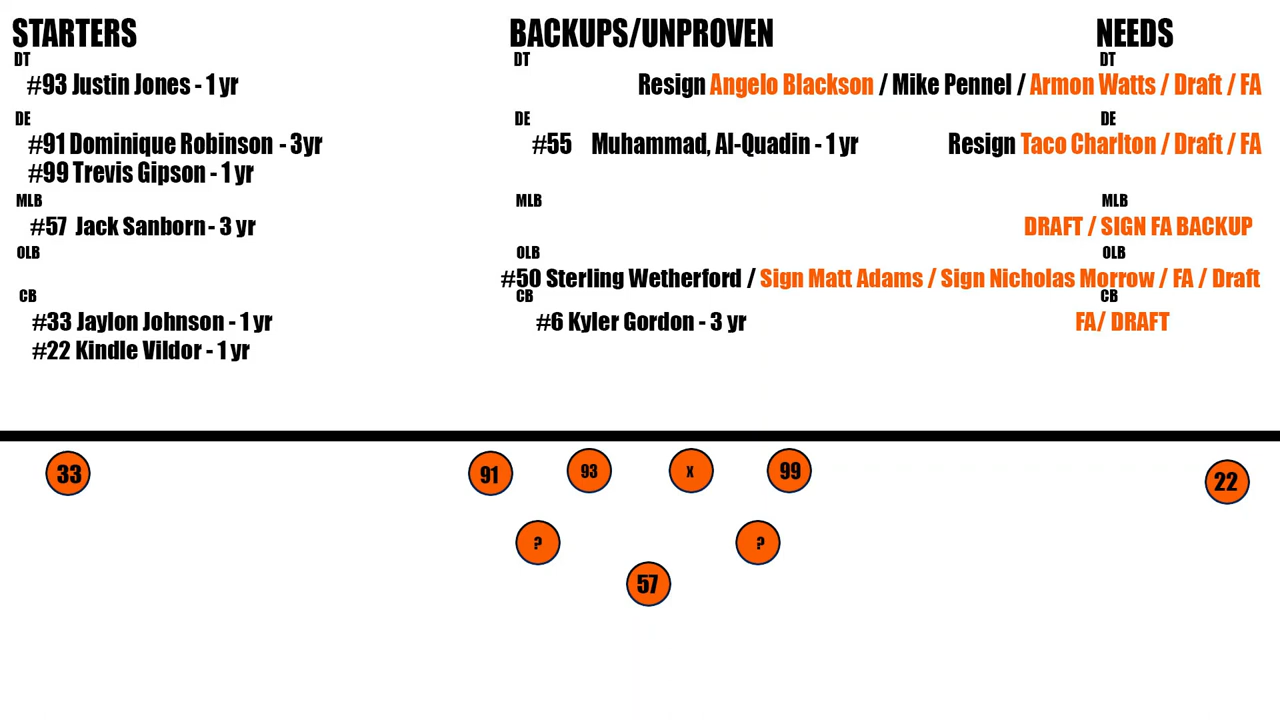 STARTERS BACKUPS/UNPROVEN NEEDS
DT DT DT
#93 Justin Jones - 1 yr Resign Angelo Blackson / Mike Pennel / Armon Watts / Draft / FA
DE DE DE
#91 Dominique Robinson - 3yr #55 Muhammad, Al-Quadin - 1 yr Resign Taco Charlton / Draft / FA
#99 Trevis Gipson - 1 yr
MLB MLB MLB
#57 Jack Sanborn - 3 yr DRAFT / SIGN FA BACKUP
OLB OLB OLB
#50 Sterling Wetherford / Sign Matt Adams / Sign Nicholas Morrow / FA / Draft
CB CB CB
#33 Jaylon Johnson - 1 yr #6 Kyler Gordon - 3 yr FA/ DRAFT
#22 Kindle Vildor - 1 yr
33 91 93 X 99 22
? ?
57